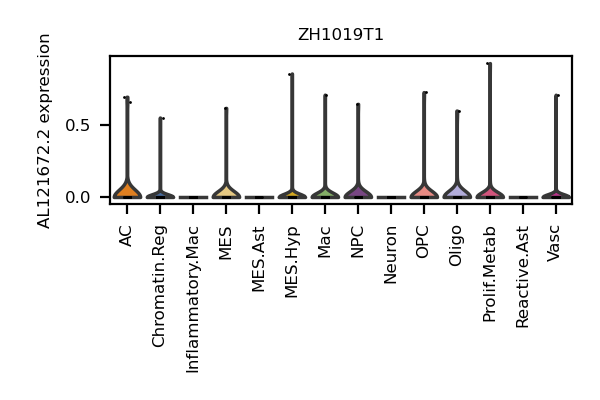 ZH1019T1
AL121672.2 expression
0.5
0.0
AC
Chromatin.Reg
Inflammatory.Mac
MES
MES.Ast
MES.Hyp
Mac
NPC
Neuron
OPC
Oligo
Prolif.Metab
Reactive.Ast
Vasc